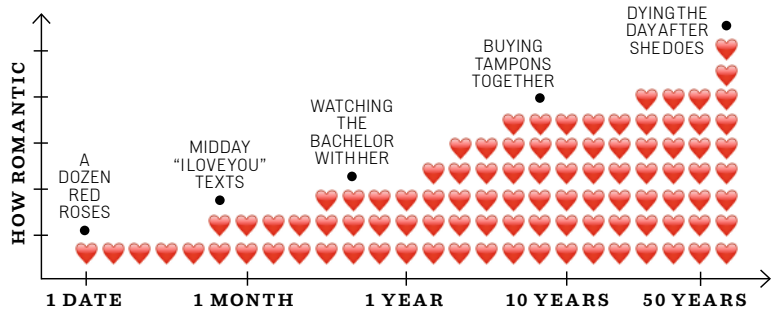 DYING THE
DAY AFTER
SHE DOES
BUYING
TAMPONS
TOGETHER
WATCHING
THE
BACHELOR
WITH HER
MIDDAY
“I LOVE YOU”
TEXTS
A
DOZEN
RED
ROSES
HOW ROMANTIC
1 DATE
1 MONTH
1 YEAR
10 YEARS
50 YEARS